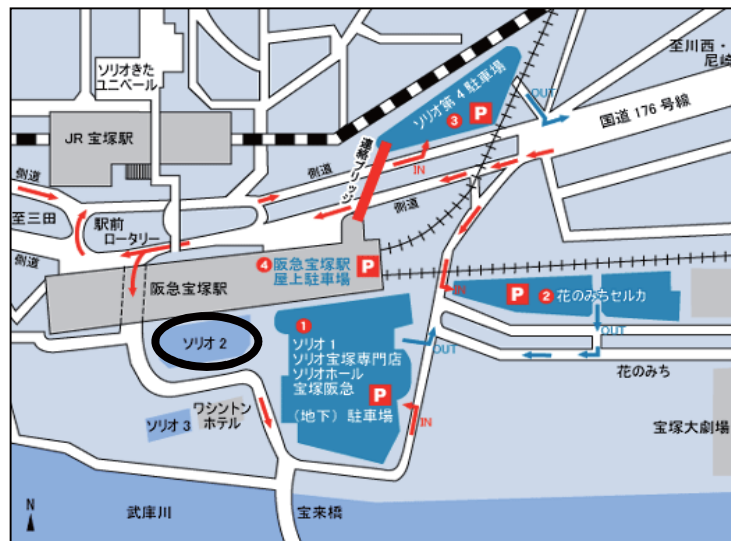 至川西・
尼崎
ソリオきた
ユニベール
OUT
ソリオ第4駐車場
P
❸
国道176号線
JR 宝塚駅
連絡ブリッジ
側道
IN
側道
側道
至三田
駅前
ロータリー
側道
❹阪急宝塚駅
屋上駐車場
P
阪急宝塚駅
IN
P
❷花のみちセルカ
❶
ソリオ1
ソリオ宝塚専門店
ソリオホール
宝塚阪急
P
(地下)駐車場
OUT
ソリオ2
花のみち
ワシントン
ホテル
ソリオ3
IN
宝塚大劇場
N
武庫川
宝来橋